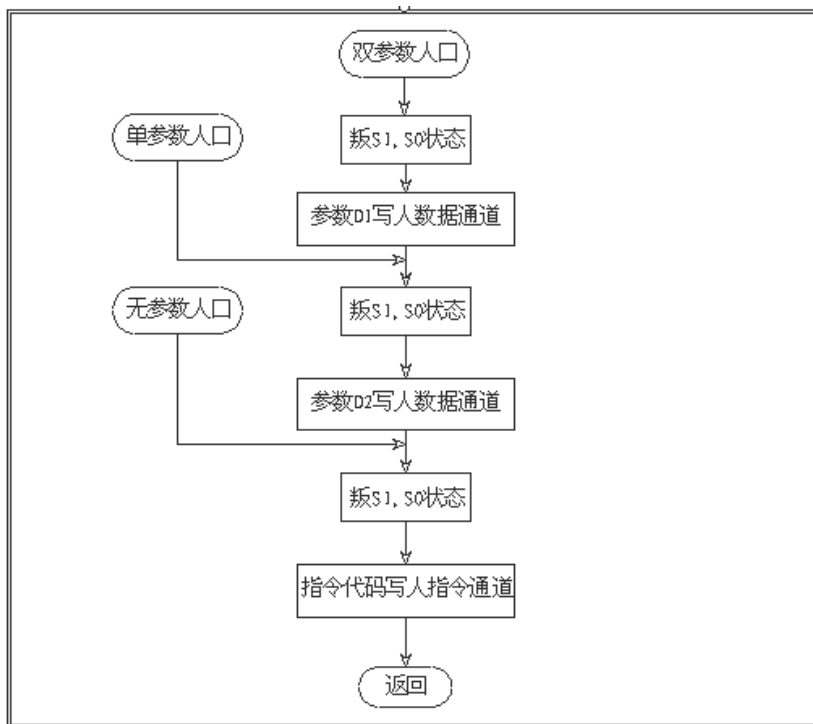 双参数人口
单参数人口
叛S1, S0状态
参数D1写人数据通道
无参数人口
叛S1, S0状态
参数D2写人数据通道
叛S1, S0状态
指令代码写人指令通道
返回